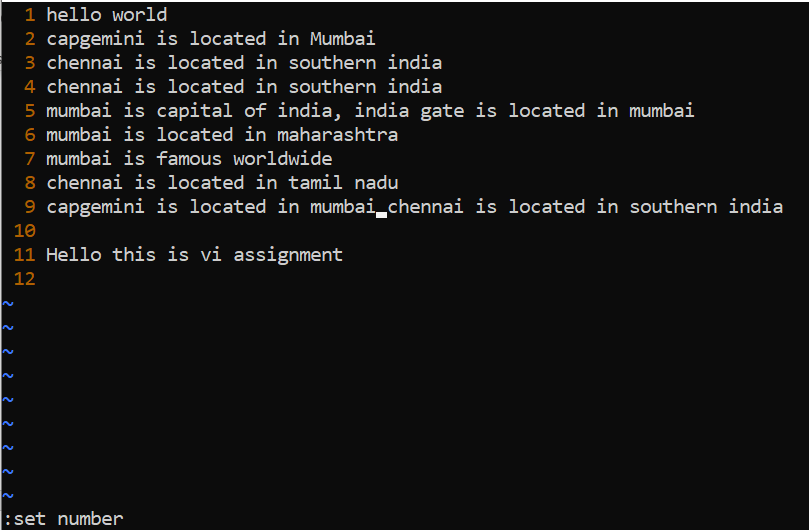 1 hello world
2 capgemini is located in Mumbai
3 chennai is located in southern india
4 chennai is located in southern india
5 mumbai is capital of india, india gate is located in mumbai
6 mumbai is located in maharashtra
7 mumbai is famous worldwide
8 chennai is located in tamil nadu
9 capgemini is located in mumbai chennai is located in southern india
10
11 Hello this is vi assignment
12
~
~
~
~
~
~
~
~
~
:set number